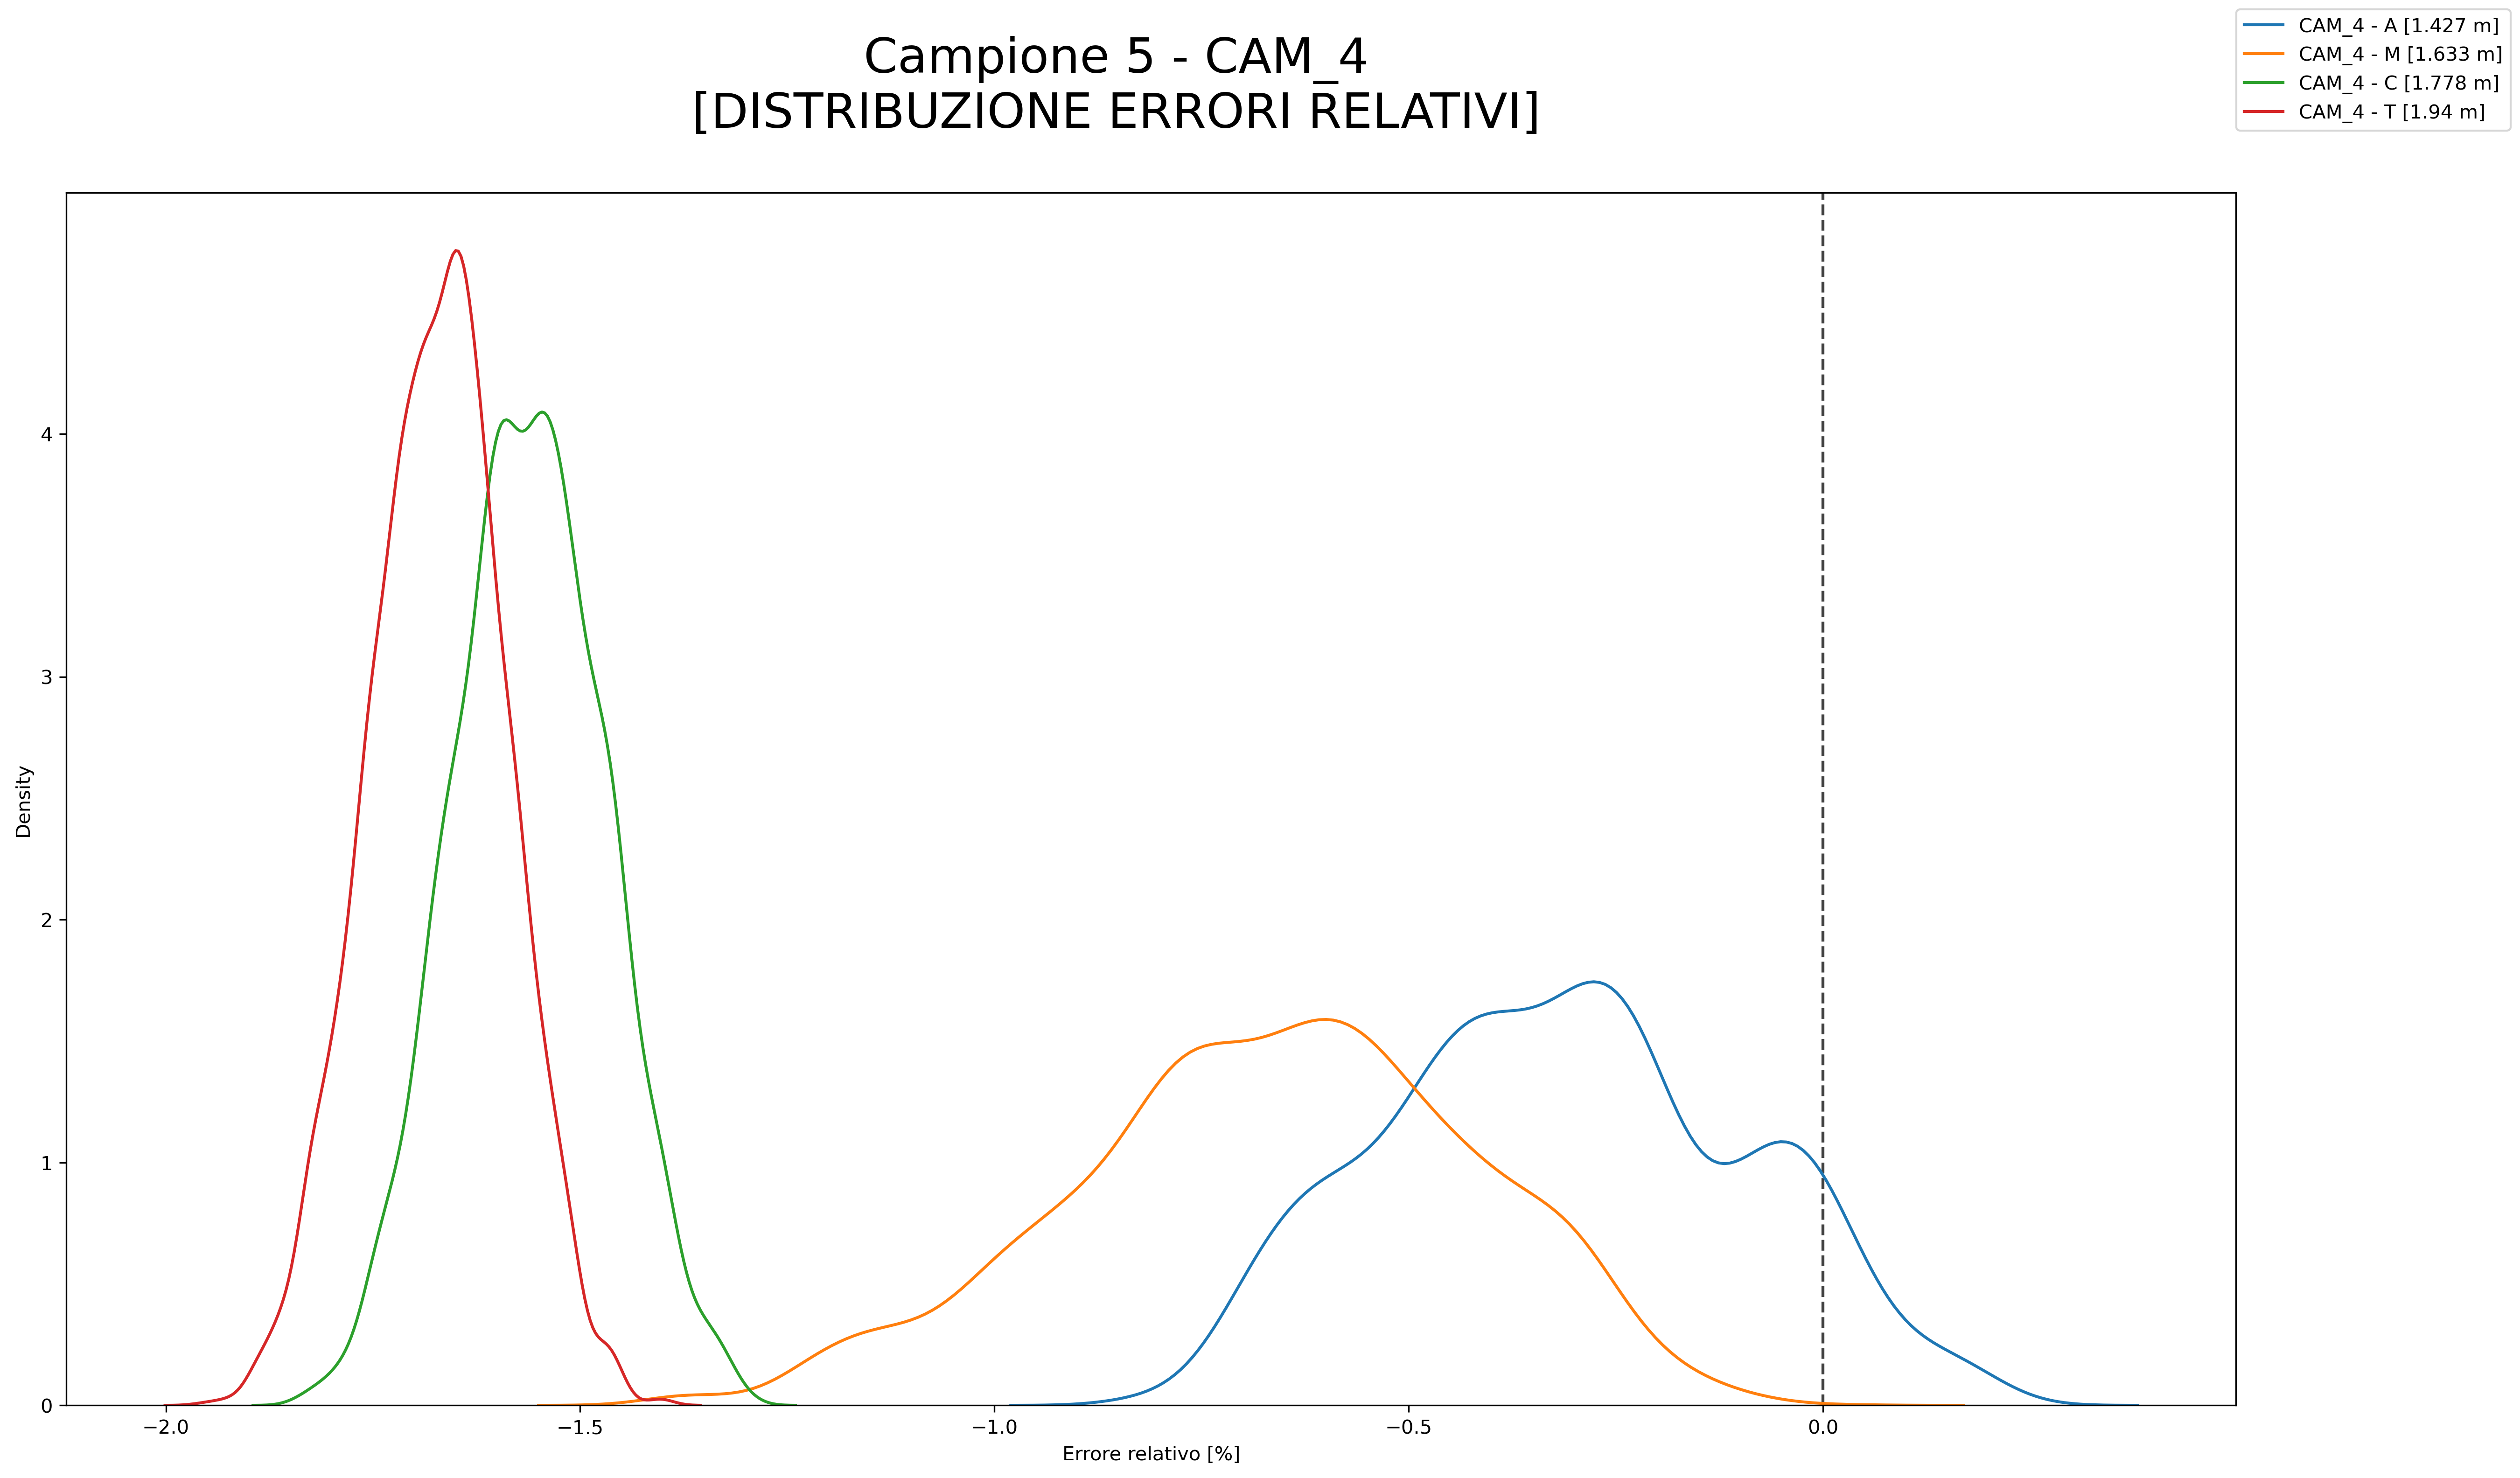 Campione 5 - CAM_4
[DISTRIBUZIONE ERRORI RELATIVI]
CAM_4 - A [1.427 m]
CAM_4 - M [1.633 m]
CAM_4 - C [1.778 m]
CAM_4 - T [1.94 m]
Density
4
3
2
1
0
−2.0
−1.5
−1.0
−0.5
0.0
Errore relativo [%]